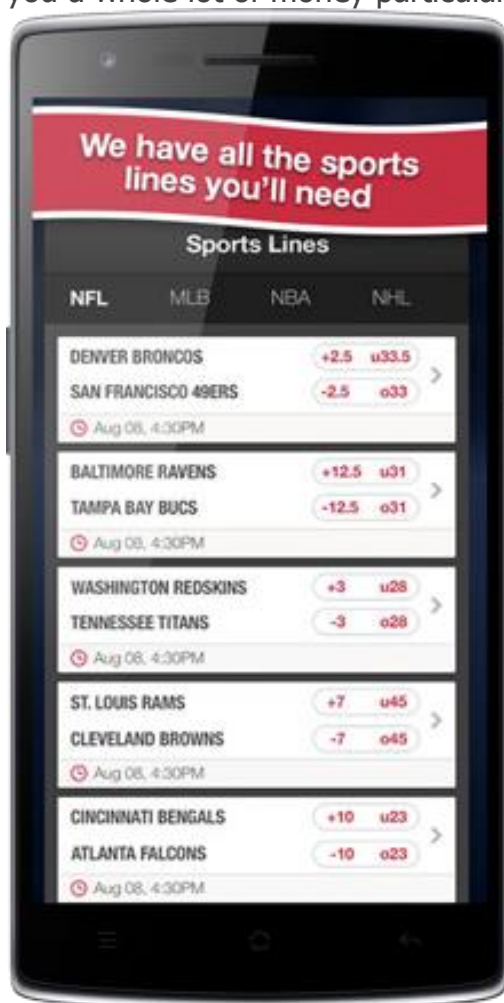 We have all the sports
lines you'll need
Sports Lines
NFL MLB NBA NHL
DENVER BRONCOS +2.5 u33.5
SAN FRANCISCO 49ERS -2.5 o33
Aug 08, 4:30PM
BALTIMORE RAVENS +12.5 u31
TAMPA BAY BUCS -12.5 o31
Aug 08, 4:30PM
WASHINGTON REDSKINS +3 u28
TENNESSEE TITANS -3 o28
Aug 08, 4:30PM
ST. LOUIS RAMS +7 u45
CLEVELAND BROWNS -7 o45
Aug 08, 4:30PM
CINCINNATI BENGALS +10 u23
ATLANTA FALCONS -10 o23
Aug 08, 4:30PM